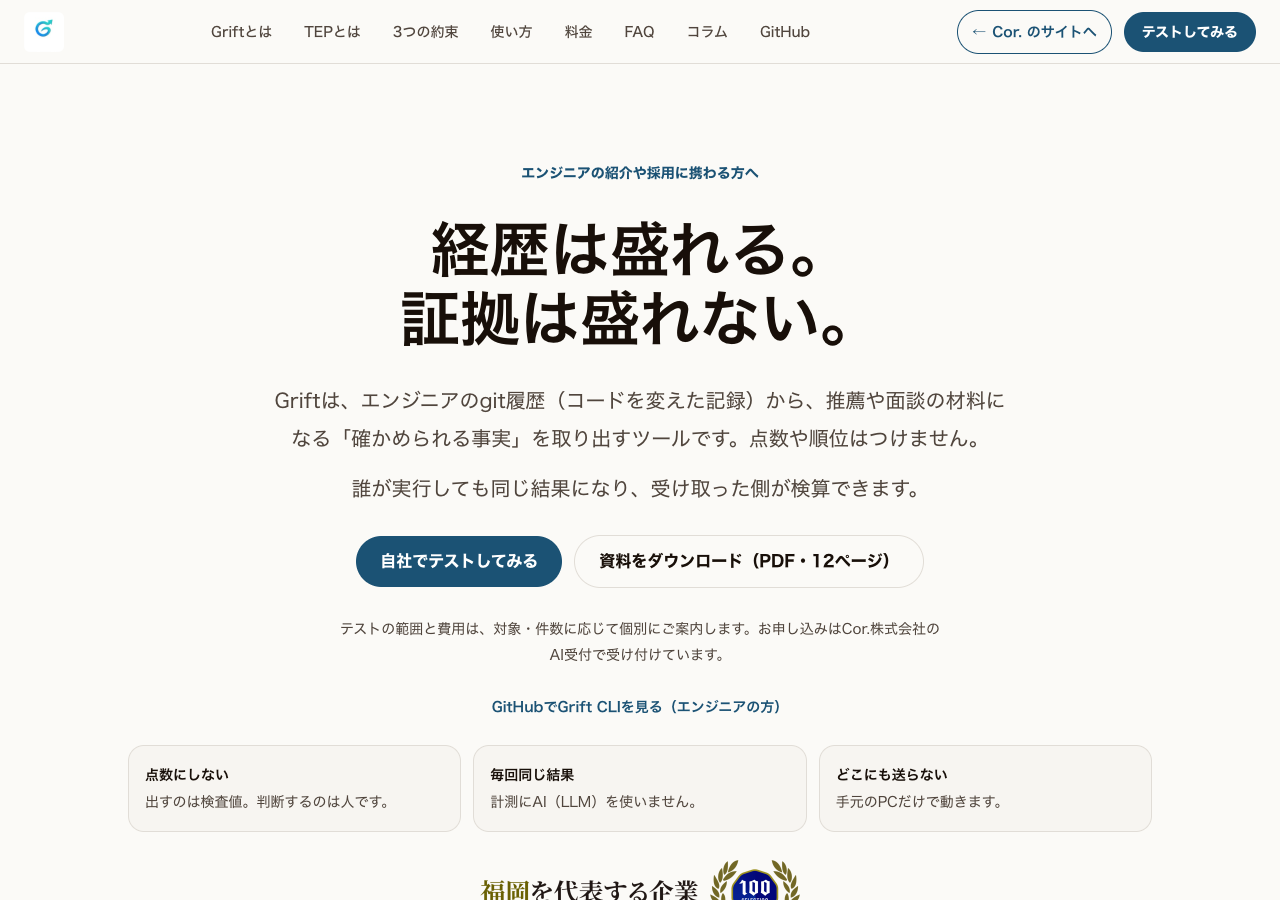 Griftとは
TEPとは
3つの約束
使い方
料金
FAQ
コラム
GitHub
← Cor. のサイトへ
テストしてみる
エンジニアの紹介や採用に携わる方へ
経歴は盛れる。
証拠は盛れない。
Griftは、エンジニアのgit履歴（コードを変えた記録）から、推薦や面談の材料に
なる「確かめられる事実」を取り出すツールです。点数や順位はつけません。
誰が実行しても同じ結果になり、受け取った側が検算できます。
自社でテストしてみる
資料をダウンロード（PDF・12ページ）
テストの範囲と費用は、対象・件数に応じて個別にご案内します。お申し込みはCor.株式会社の
AI受付で受け付けています。
GitHubでGrift CLIを見る（エンジニアの方）
点数にしない
出すのは検査値。判断するのは人です。
毎回同じ結果
計測にAI（LLM）を使いません。
どこにも送らない
手元のPCだけで動きます。
福岡を代表する企業
100